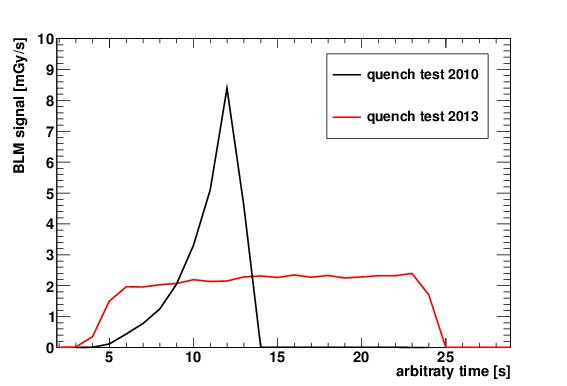 BLM signal [mGy/s]
10
9
8
7
6
5
4
3
2
1
0
quench test 2010
quench test 2013
5 10 15 20 25
arbitraty time [s]